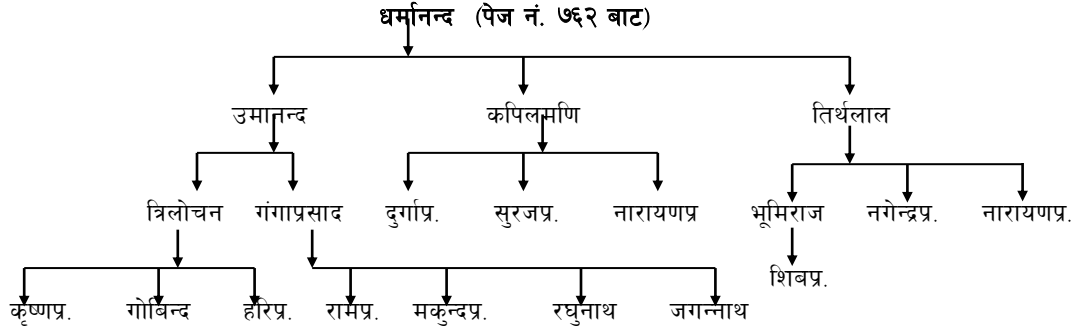 धर्मानन्द (पेज नं. ७६२ बाट)
उमानन्द कपिलमणि तिर्थलाल
त्रिलोचन गंगाप्रसाद दुर्गाप्र. सुरजप्र. नारायणप्र भूमिराज नगेन्द्रप्र. नारायणप्र.
शिबप्र.
कृष्णप्र. गोबिन्द हरिप्र. रामप्र. मकुन्दप्र. रघुनाथ जगन्नाथ